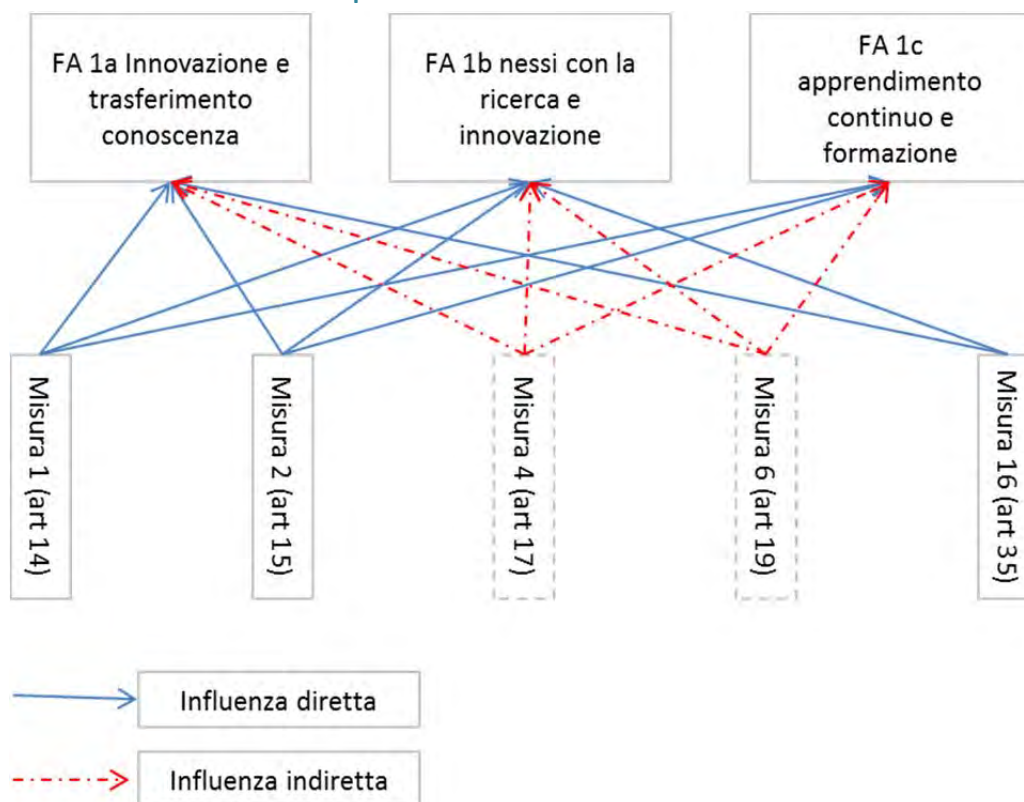 FA 1a Innovazione e
trasferimento
conoscenza
FA 1b nessi con la
ricerca e
innovazione
FA 1c
apprendimento
continuo e
formazione
Misura 1 (art 14)
Misura 2 (art 15)
Misura 4 (art 17)
Misura 6 (art 19)
Misura 16 (art 35)
Influenza diretta
Influenza indiretta